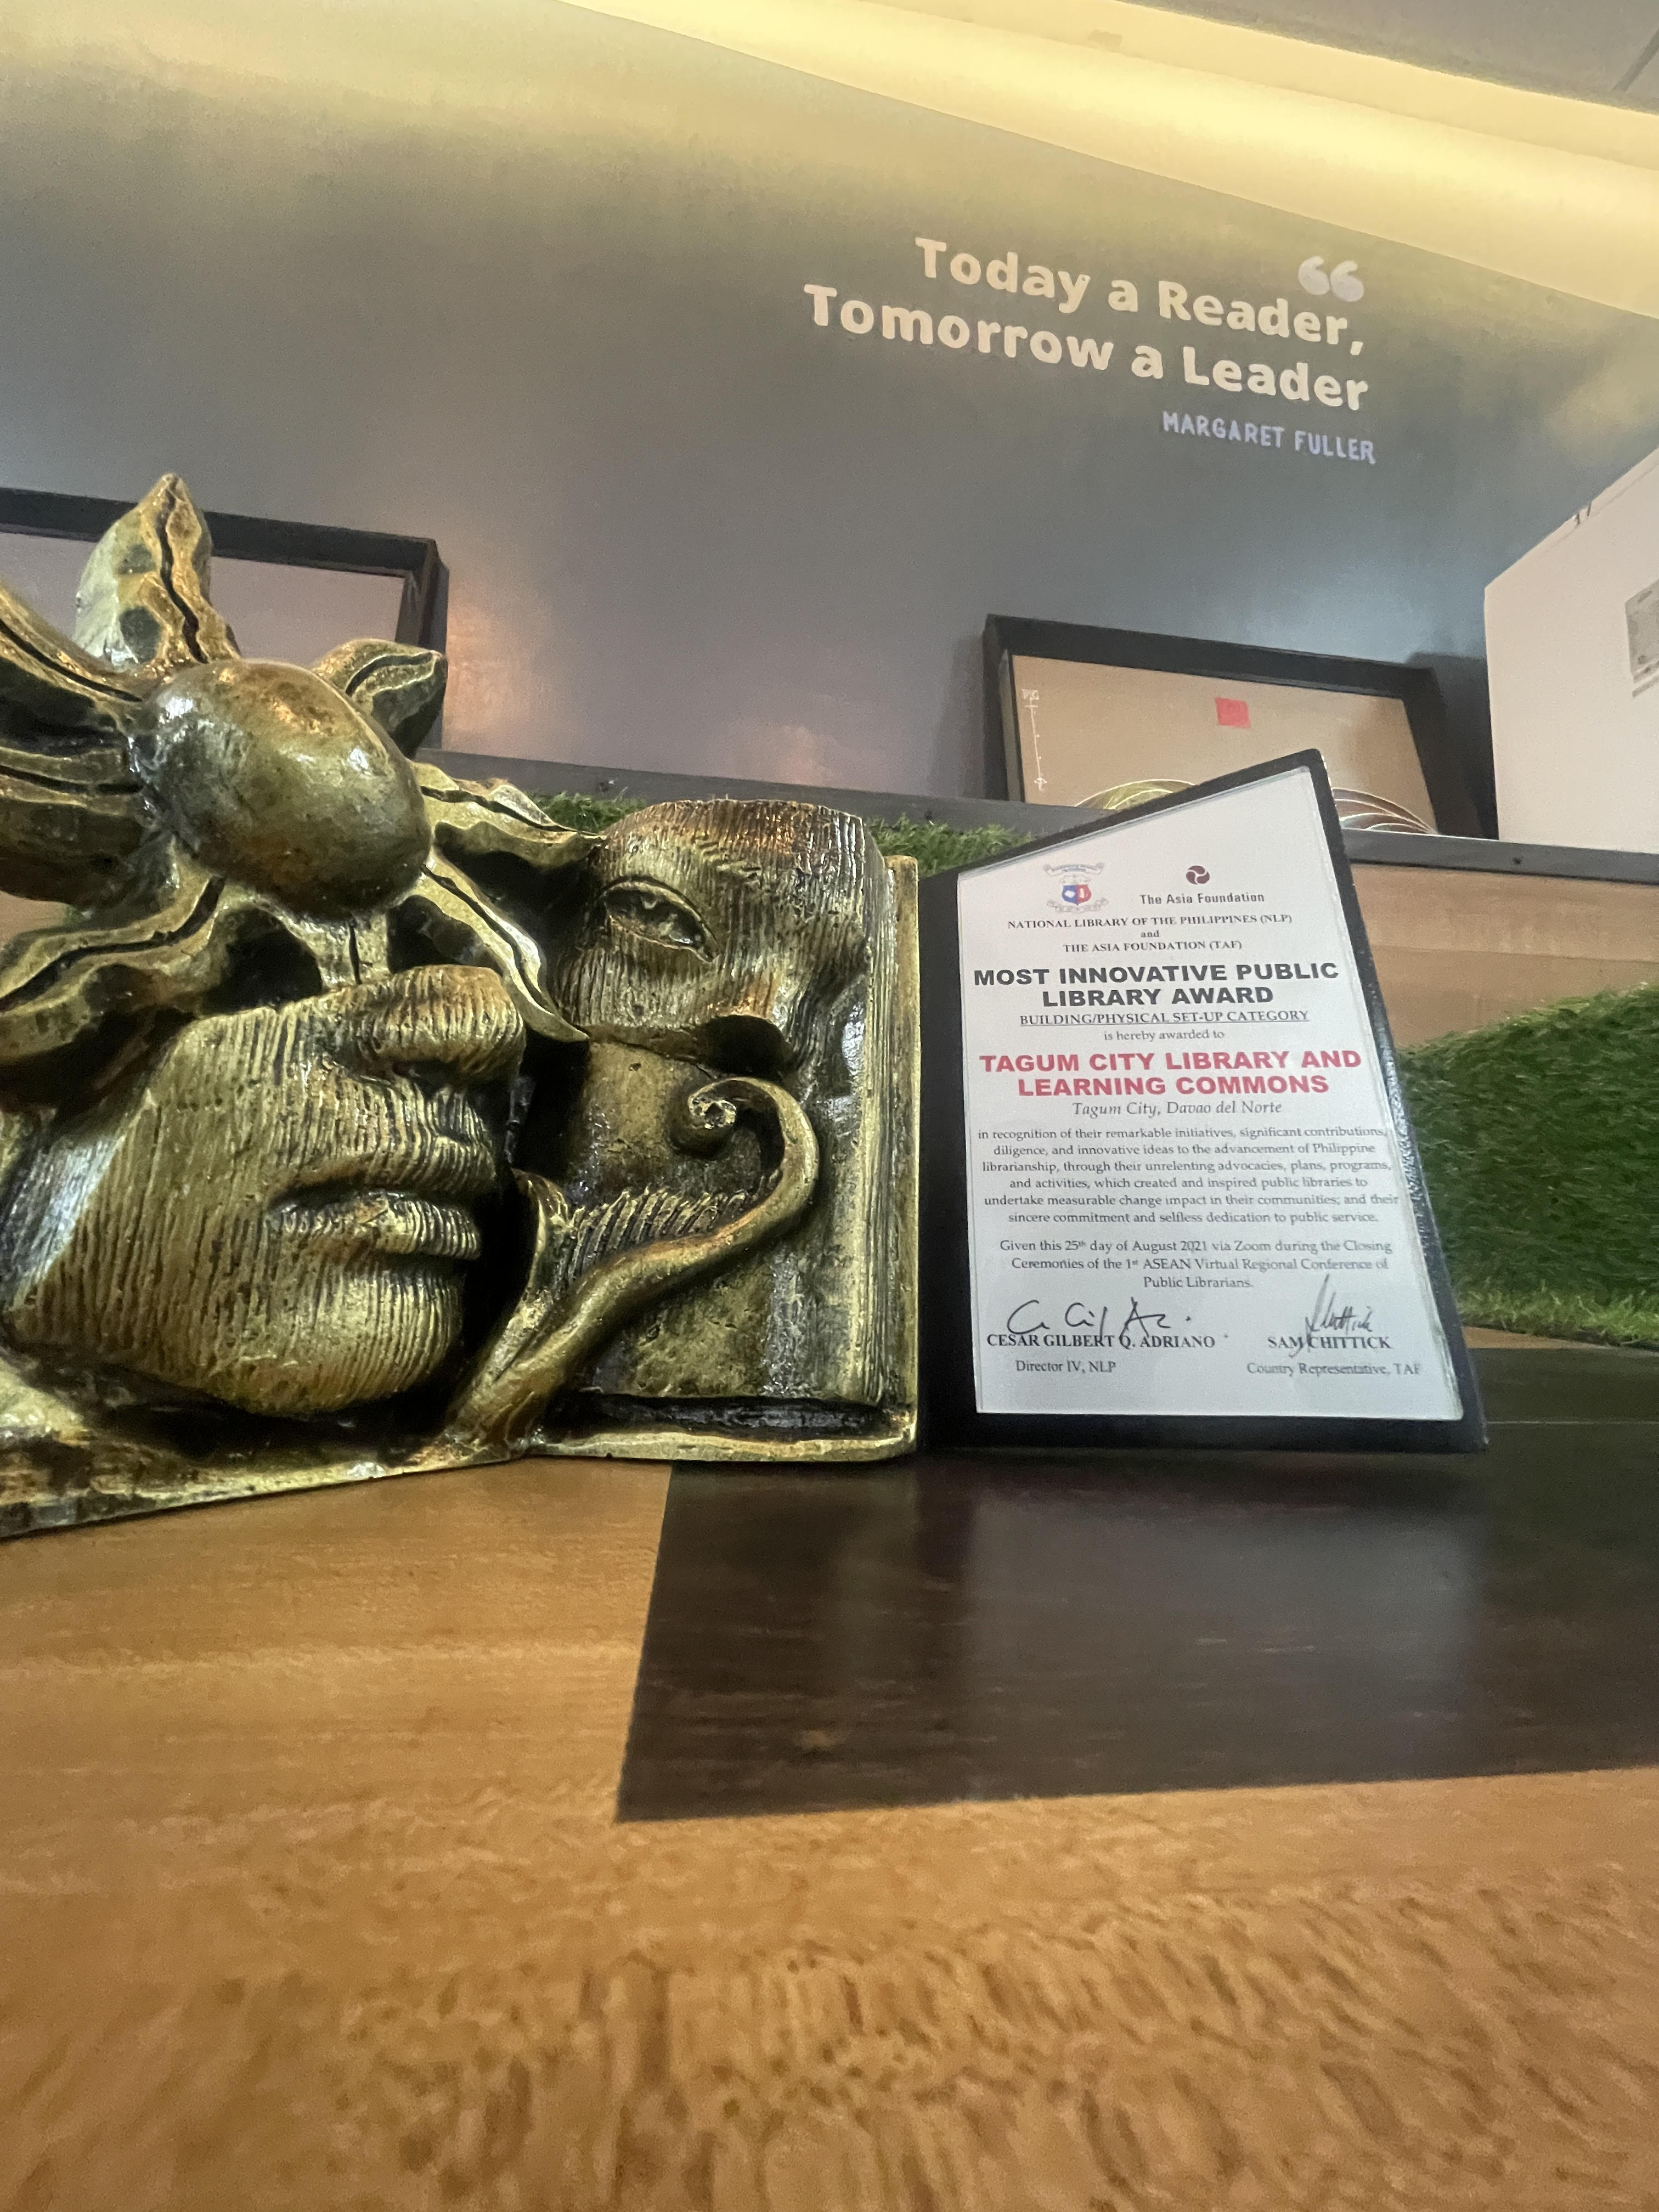 “
Today a Reader,
Tomorrow a Leader
MARGARET FULLER
The Asia Foundation
NATIONAL LIBRARY OF THE PHILIPPINES (NLP)
and
THE ASIA FOUNDATION (TAF)
MOST INNOVATIVE PUBLIC
LIBRARY AWARD
BUILDING/PHYSICAL SET-UP CATEGORY
is hereby awarded to
TAGUM CITY LIBRARY AND
LEARNING COMMONS
Tagum City, Davao del Norte
in recognition of their remarkable initiatives, significant contributions,
diligence, and innovative ideas to the advancement of Philippine
librarianship, through their unrelenting advocacies, plans, programs,
and activities, which created and inspired public libraries to
undertake measurable change impact in their communities; and their
sincere commitment and selfless dedication to public service.
Given this 25th day of August 2021 via Zoom during the Closing
Ceremonies of the 1st ASEAN Virtual Regional Conference of
Public Librarians.
CESAR GILBERT Q. ADRIANO
SAM CHITTICK
Director IV, NLP
Country Representative, TAF